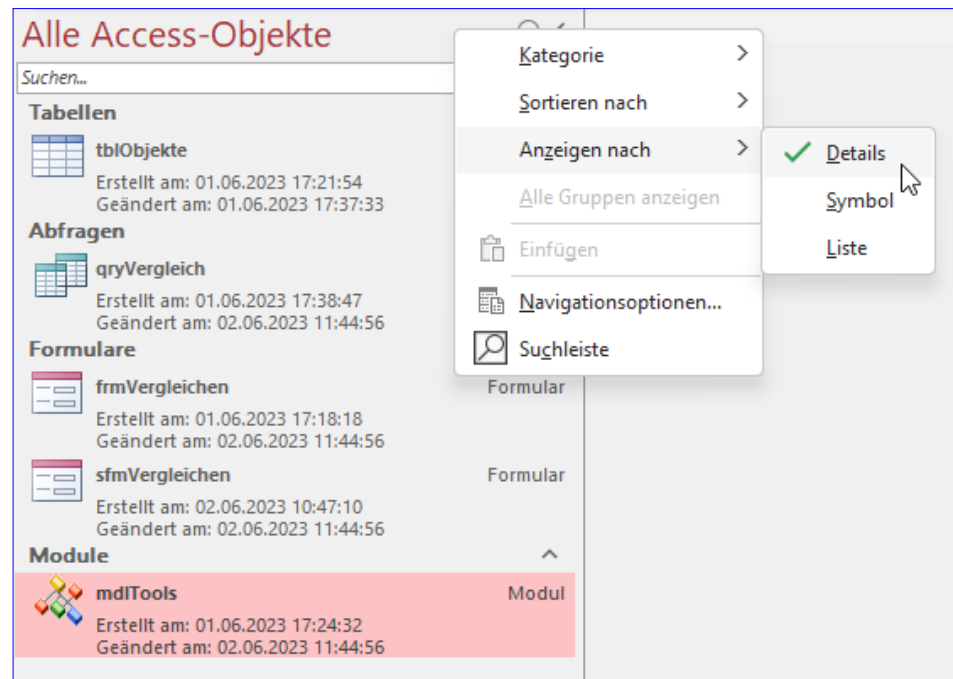 Alle Access-Objekte
Suchen...
Tabellen
tblObjekte
Erstellt am: 01.06.2023 17:21:54
Geändert am: 01.06.2023 17:37:33
Abfragen
qryVergleich
Erstellt am: 01.06.2023 17:38:47
Geändert am: 02.06.2023 11:44:56
Formulare
frmVergleichen Formular
Erstellt am: 01.06.2023 17:18:18
Geändert am: 02.06.2023 11:44:56
sfmVergleichen Formular
Erstellt am: 02.06.2023 10:47:10
Geändert am: 02.06.2023 11:44:56
Module
mdlTools Modul
Erstellt am: 01.06.2023 17:24:32
Geändert am: 02.06.2023 11:44:56
Kategorie
Sortieren nach
Anzeigen nach
Alle Gruppen anzeigen
Einfügen
Navigationsoptionen...
Suchleiste
Details
Symbol
Liste